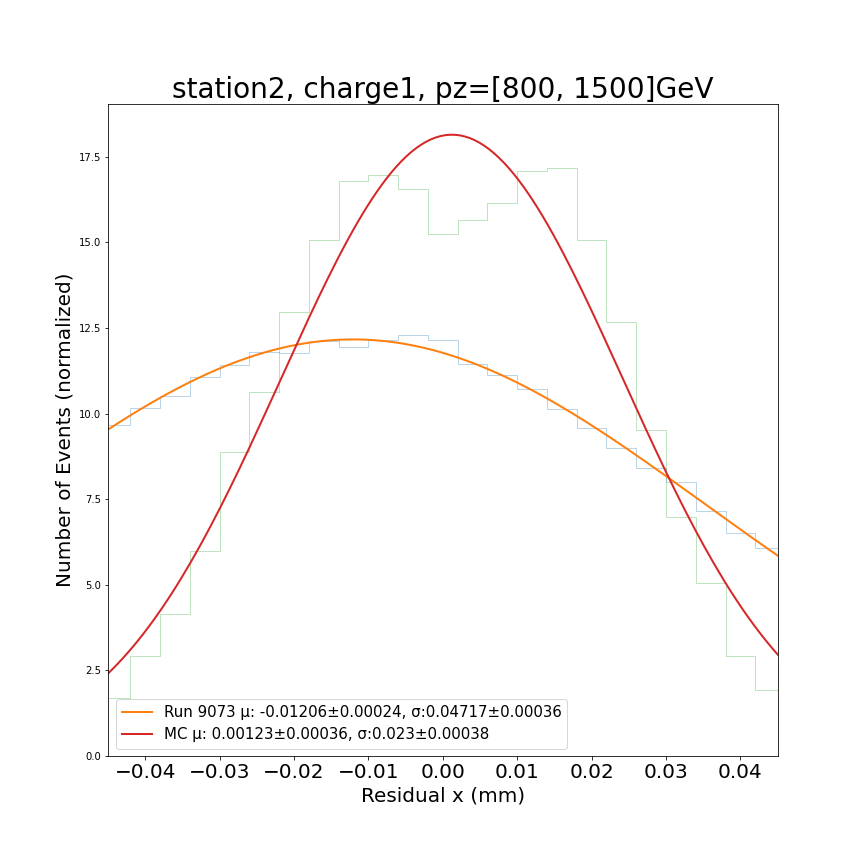 station2, charge1, pz=[800, 1500]GeV
Number of Events (normalized)
17.5
15.0
12.5
10.0
7.5
5.0
2.5
0.0
Run 9073 μ: -0.01206±0.00024, σ:0.04717±0.00036
MC μ: 0.00123±0.00036, σ:0.023±0.00038
−0.04 −0.03 −0.02 −0.01 0.00 0.01 0.02 0.03 0.04
Residual x (mm)